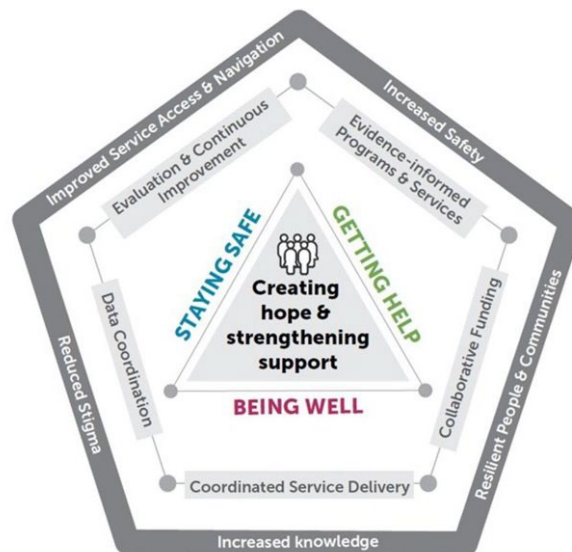 Improved Service Access & Navigation
Increased Safety
Evaluation & Continuous
Improvement
Evidence-informed
Programs & Services
STAYING SAFE
GETTING HELP
Creating
hope &
strengthening
support
BEING WELL
Data Coordination
Collaborative Funding
Reduced Stigma
Resilient People & Communities
Coordinated Service Delivery
Increased knowledge